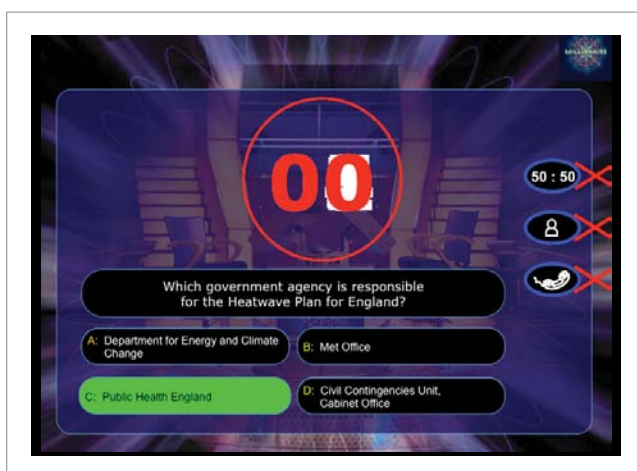 MILLIONAIRE
00
50 : 50
Which government agency is responsible
for the Heatwave Plan for England?
A: Department for Energy and Climate
Change
B: Met Office
C: Public Health England
D: Civil Contingencies Unit,
Cabinet Office